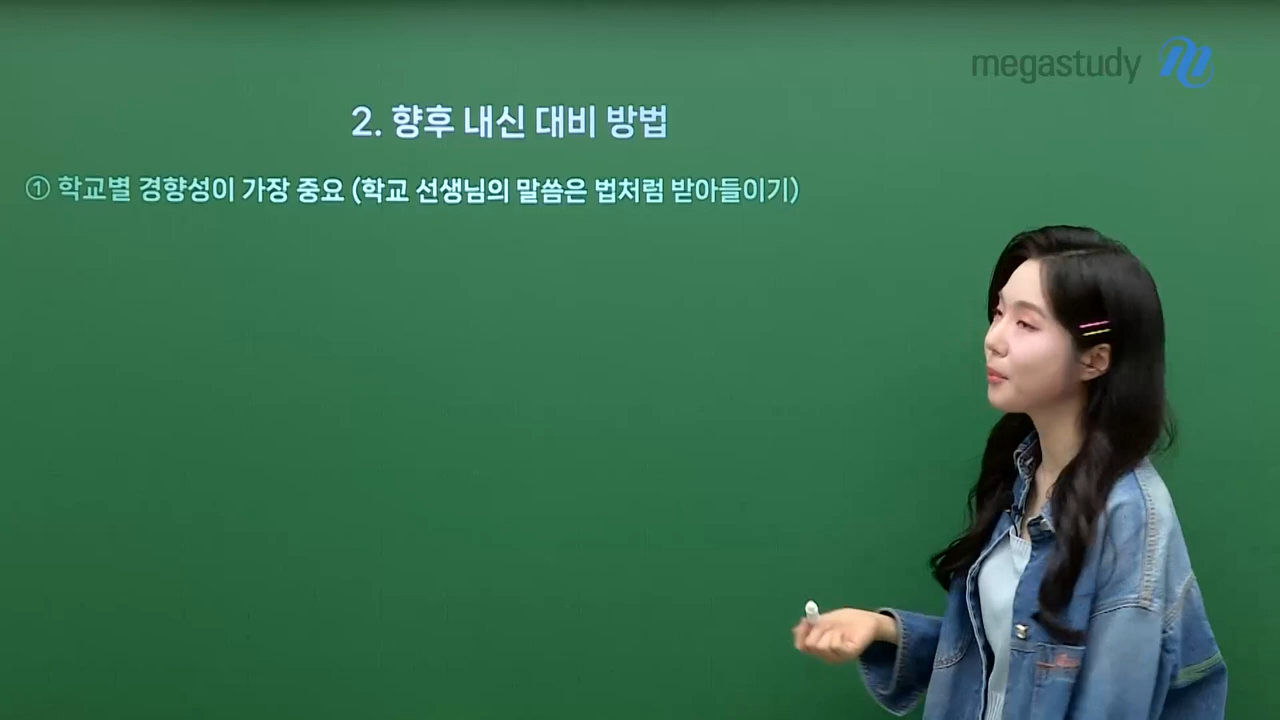 megastudy
2. 향후 내신 대비 방법
① 학교별 경향성이 가장 중요 (학교 선생님의 말씀은 법처럼 받아들이기)